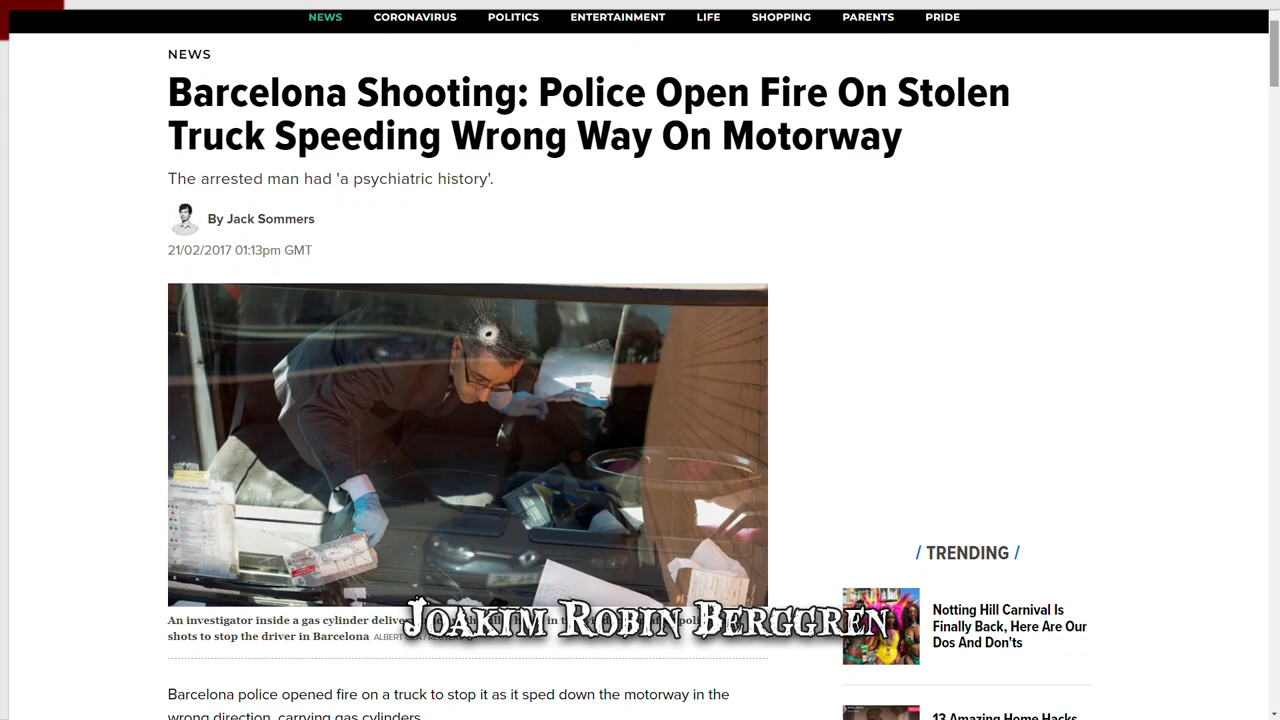 NEWS CORONAVIRUS POLITICS ENTERTAINMENT LIFE SHOPPING PARENTS PRIDE
NEWS
Barcelona Shooting: Police Open Fire On Stolen
Truck Speeding Wrong Way On Motorway
The arrested man had 'a psychiatric history'.
By Jack Sommers
21/02/2017 01:13pm GMT
/ TRENDING /
Notting Hill Carnival Is
Finally Back, Here Are Our
Dos And Don'ts
An investigator inside a gas cylinder
JOAKIM ROBIN BERGGREN
shots to stop the driver in Barcelona
Barcelona police opened fire on a truck to stop it as it sped down the motorway in the
wrong direction, carrying gas cylinders
13 Amazing Home Hacks